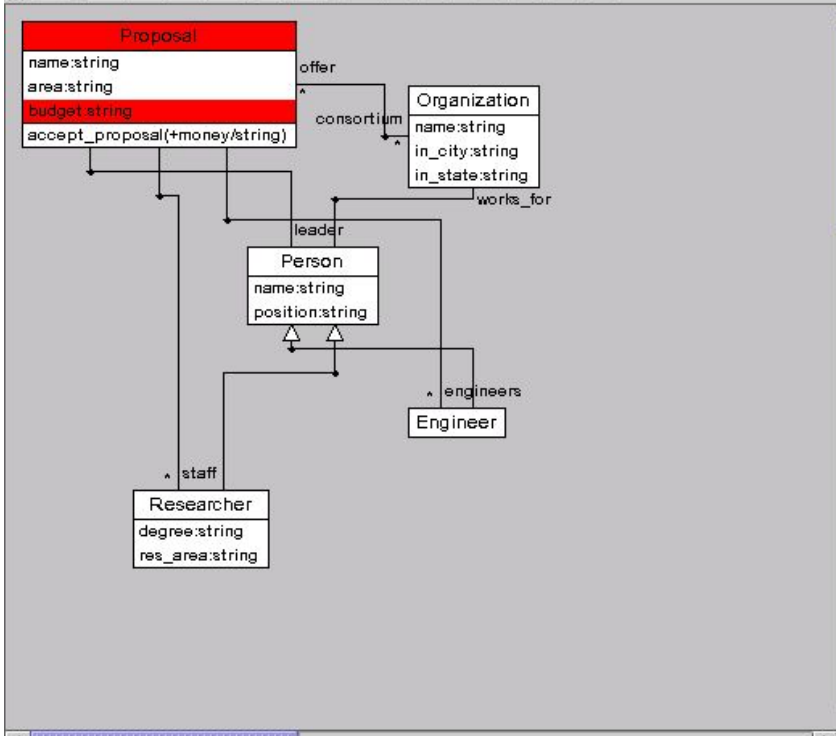 Proposal
name:string
area:string
budget:string
accept_proposal(+money/string)
offer
*
consortium
*
Organization
name:string
in_city:string
in_state:string
works_for
leader
Person
name:string
position:string
* engineers
Engineer
* staff
Researcher
degree:string
res_area:string